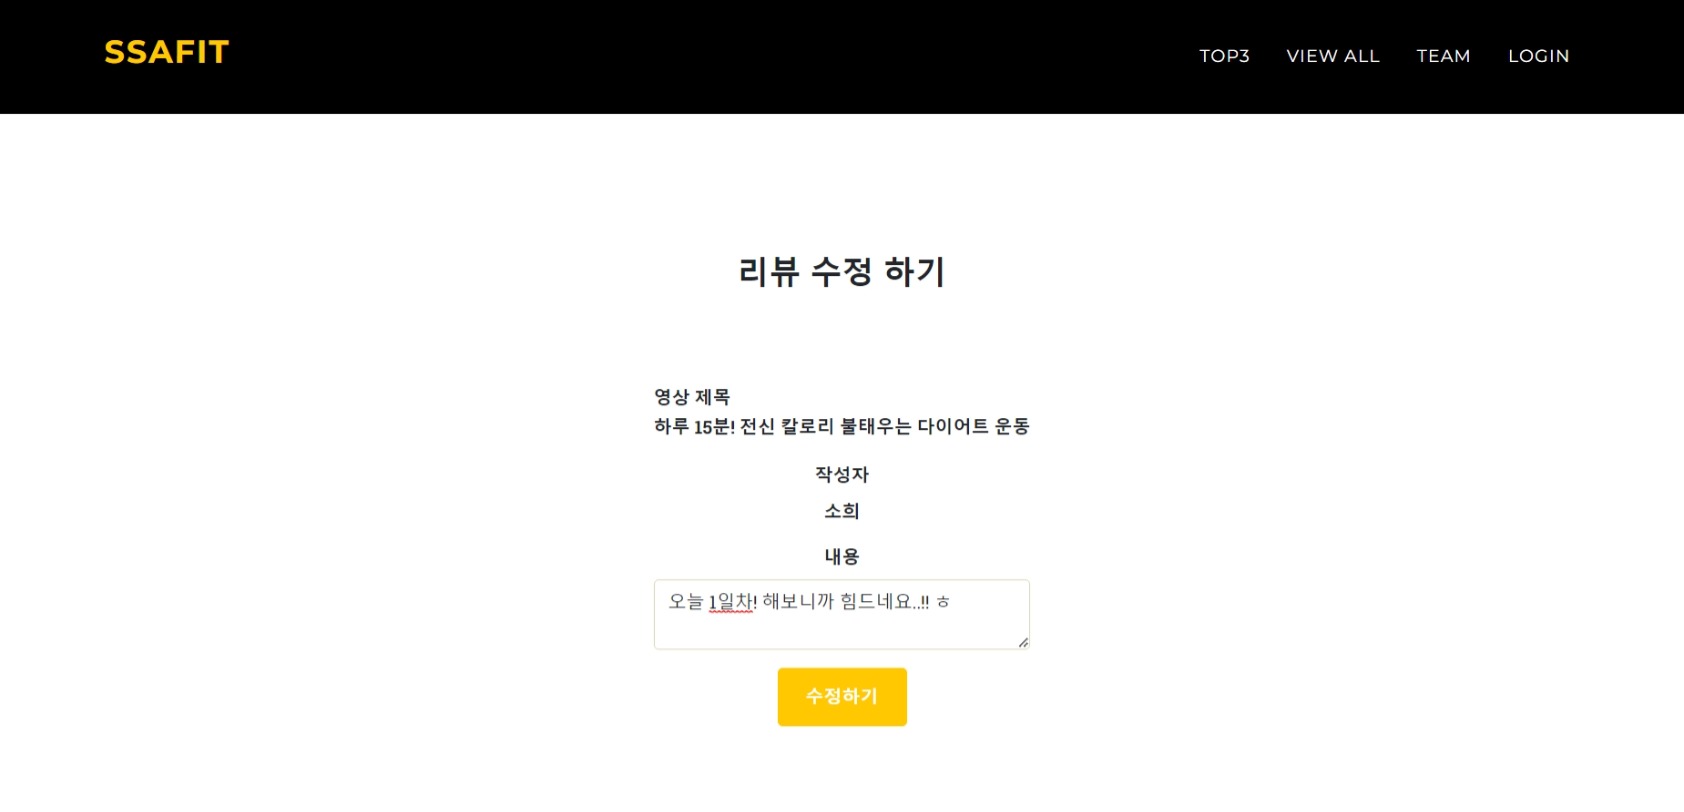 SSAFIT
TOP3 VIEW ALL TEAM LOGIN
리뷰 수정 하기
영상 제목
하루 15분! 전신 칼로리 불태우는 다이어트 운동
작성자
소희
내용
오늘 1일차! 해보니까 힘드네요..!! ㅎ
수정하기